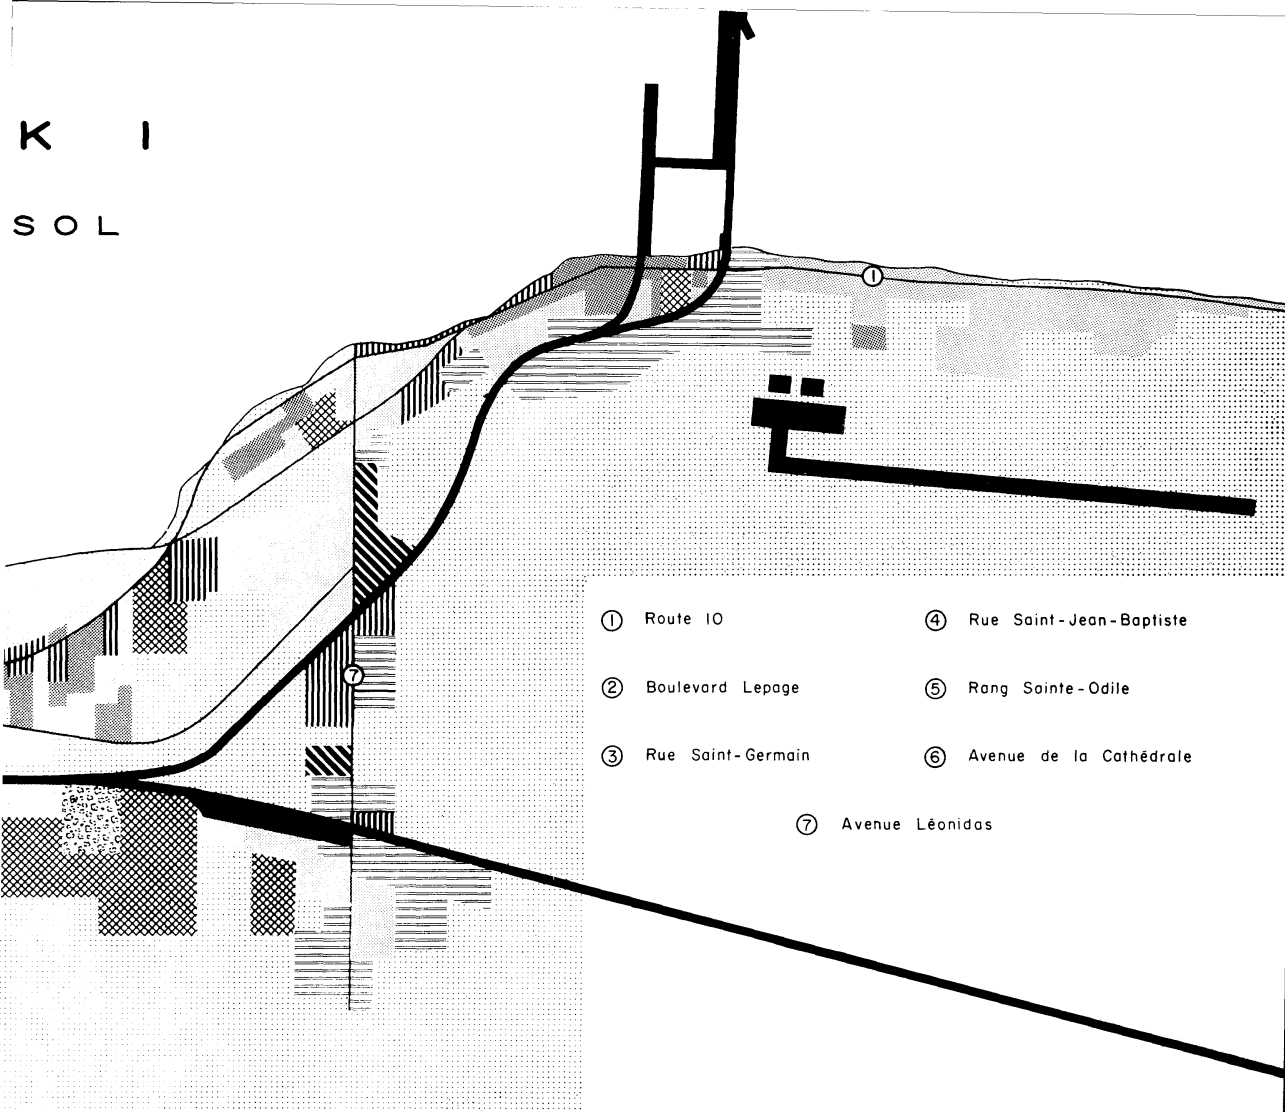 K I
SOL
1
7
1 Route 10
4 Rue Saint-Jean-Baptiste
2 Boulevard Lepage
5 Rang Sainte-Odile
3 Rue Saint-Germain
6 Avenue de la Cathédrale
7 Avenue Léonidas